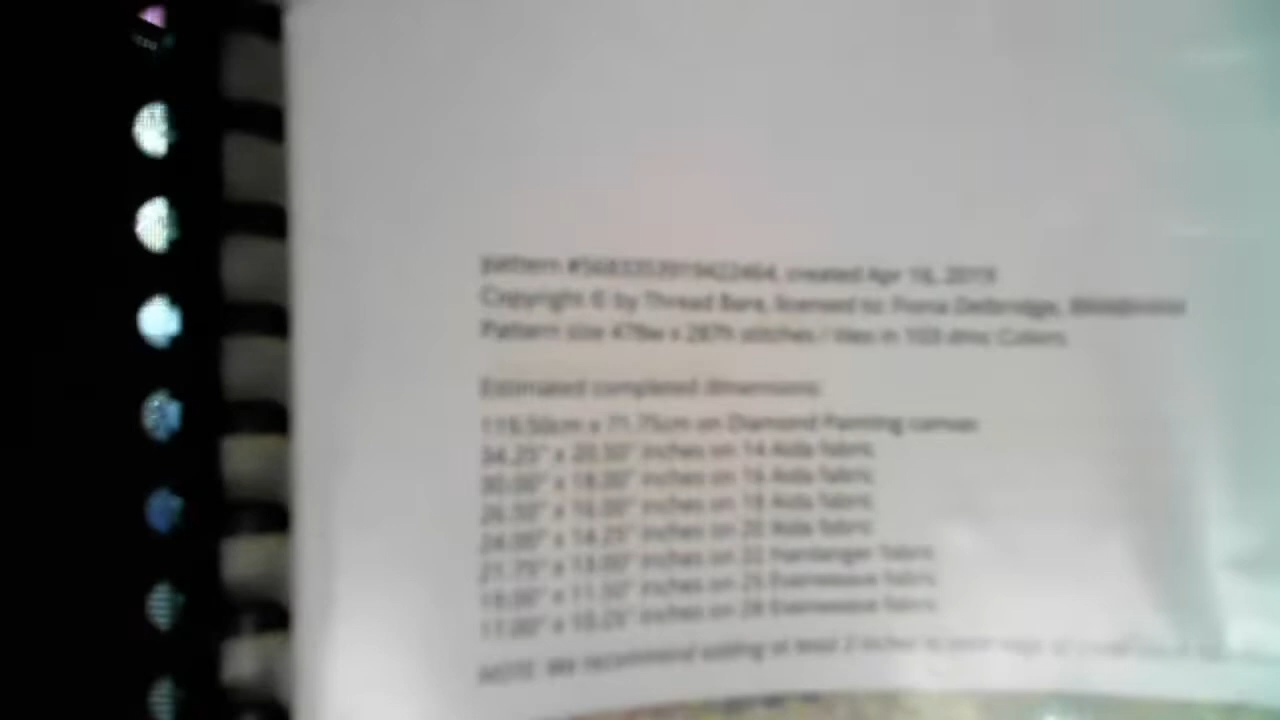 created Apr 16, 2019
Copyright © by Thread Bare, licensed to: Fiona Delbridge,
Pattern size 478w x 287h stitches / tiles in 103 dmc Colors
Estimated completed dimensions:
119.50cm x 71.75cm on Diamond Painting canvas
34.25" x 20.50" inches on 14 Aida fabric
30.00" x 18.00" inches on 16 Aida fabric
26.50" x 16.00" inches on 18 Aida fabric
24.00" x 14.25" inches on 20 Aida fabric
21.75" x 13.00" inches on 22 Hardanger fabric
19.00" x 11.50" inches on 25 Evenweave fabric
17.00" x 10.25" inches on 28 Evenweave fabric
NOTE: We recommend adding at least 2 inches to